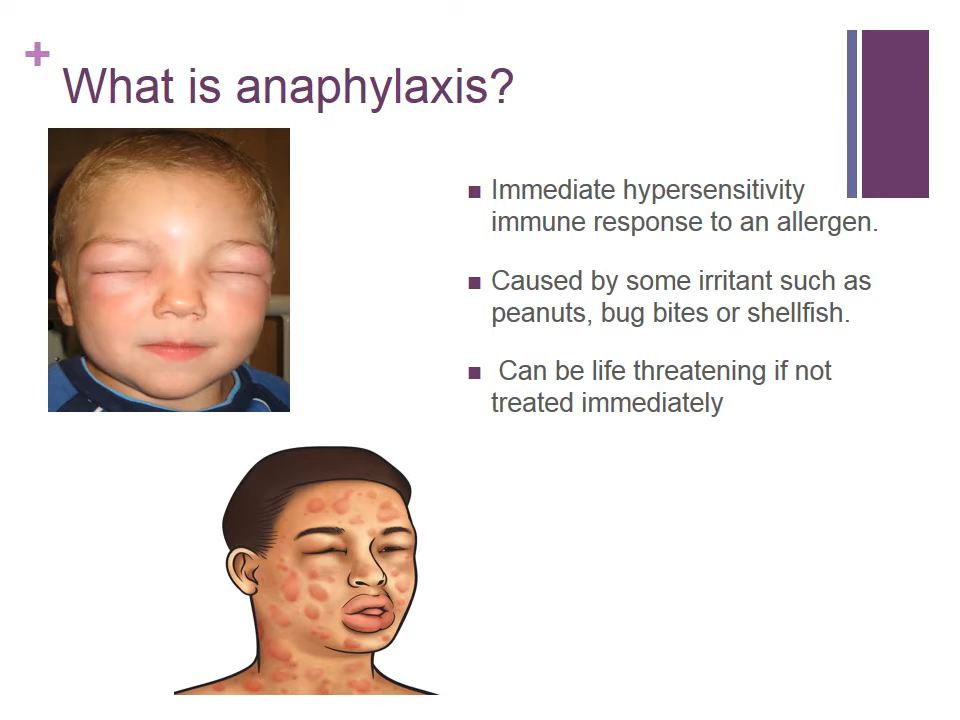 What is anaphylaxis?
Immediate hypersensitivity
immune response to an allergen.
Caused by some irritant such as
peanuts, bug bites or shellfish.
Can be life threatening if not
treated immediately